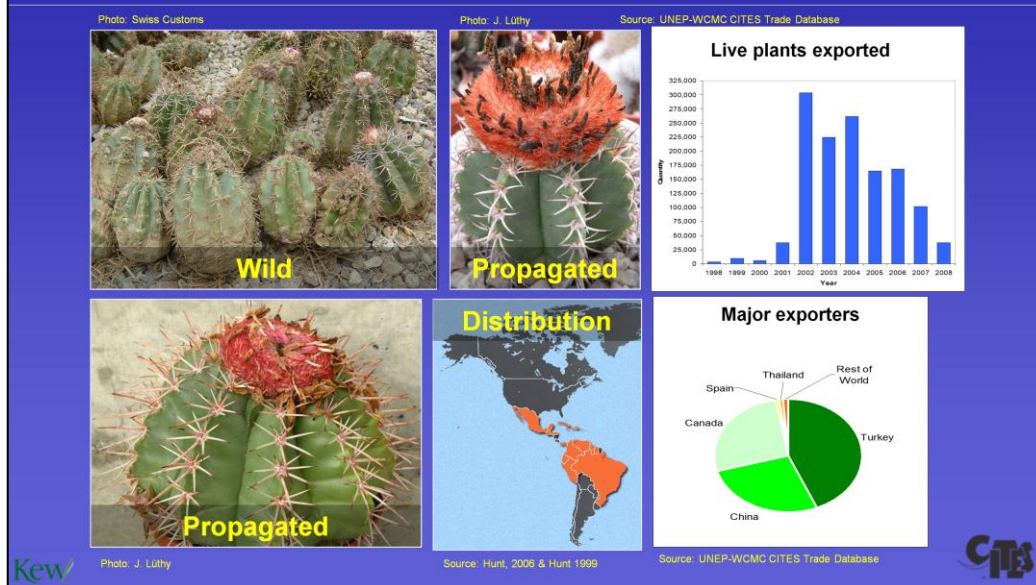 Photo: Swiss Customs
Photo: J. Lüthy
Source: UNEP-WCMC CITES Trade Database
Wild
Propagated
Live plants exported
325,000
300,000
275,000
250,000
225,000
200,000
175,000
150,000
125,000
100,000
75,000
50,000
25,000
0
Quantity
1998 1999 2000 2001 2002 2003 2004 2005 2006 2007 2008
Year
Propagated
Distribution
Major exporters
Spain
Thailand
Rest of
World
Canada
Turkey
China
Kew
Photo: J. Lüthy
Source: Hunt, 2006 & Hunt 1999
Source: UNEP-WCMC CITES Trade Database
CITES